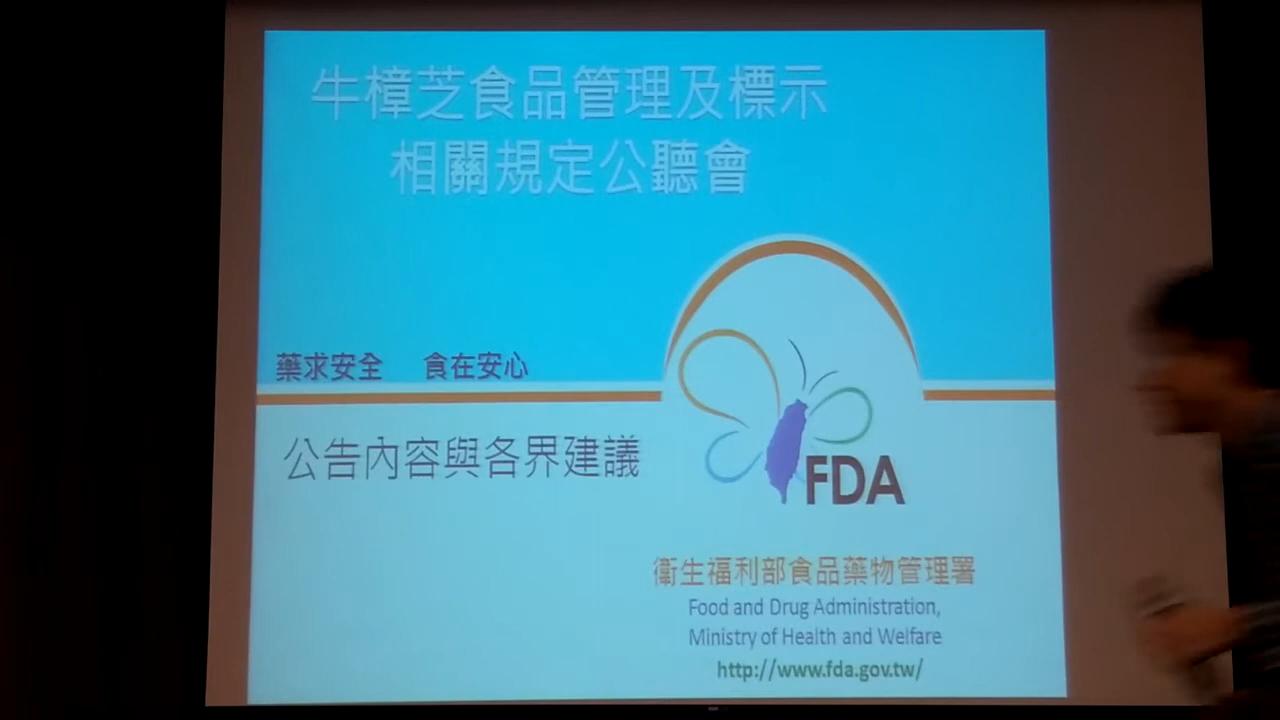 牛樟芝食品管理及標示
相關規定公聽會
藥求安全 食在安心
公告內容與各界建議
FDA
衛生福利部食品藥物管理署
Food and Drug Administration,
Ministry of Health and Welfare
http://www.fda.gov.tw/